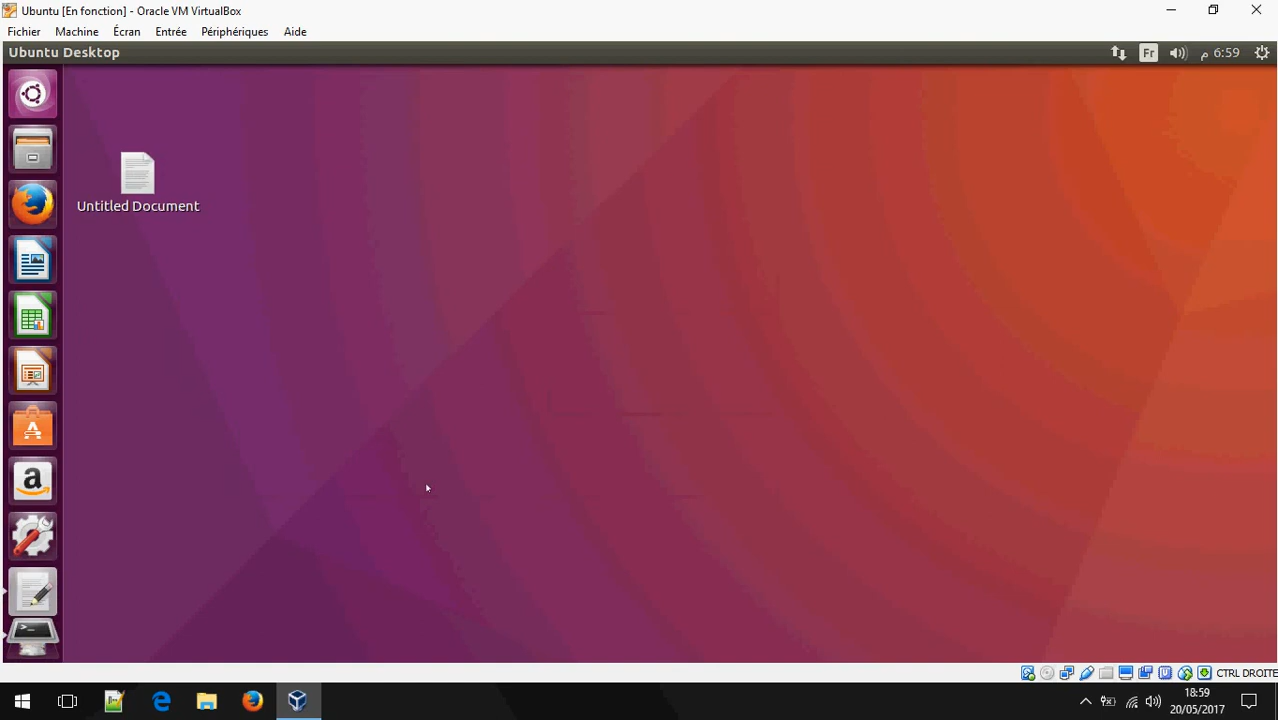 Ubuntu [En fonction] - Oracle VM VirtualBox
Fichier Machine Écran Entrée Périphériques Aide
Ubuntu Desktop
Fr
6:59 م
Untitled Document
CTRL DROITE
18:59
20/05/2017